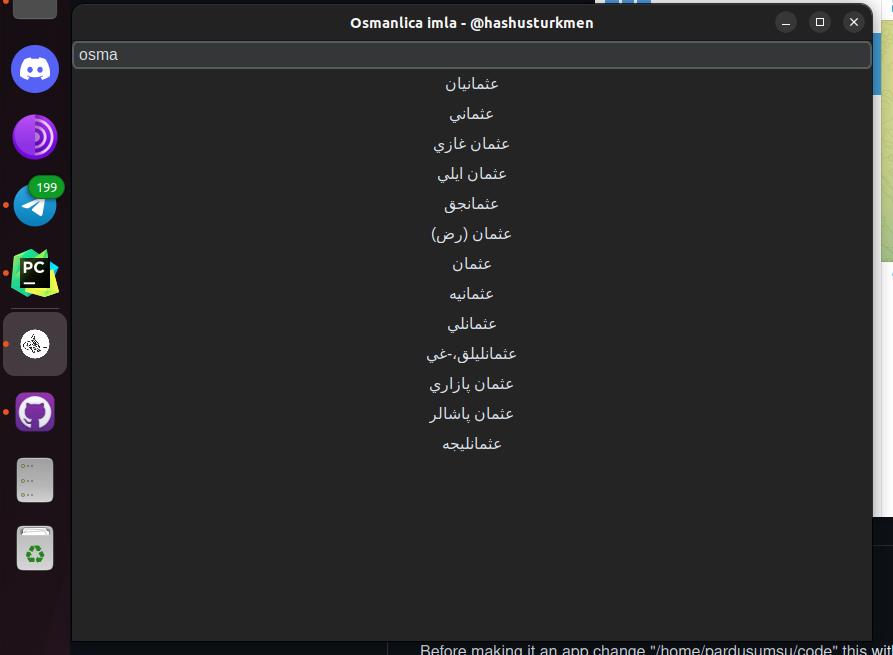 Osmanlica imla - @hashusturkmen
osma
عثمانيان
عثماني
عثمان غازي
عثمان ايلي
عثمانجق
عثمان (رض)
عثمان
عثمانيه
عثمانلي
عثمانليلق،-غي
عثمان پازاري
عثمان پاشالر
عثمانليجه
199
PC
Before making it an app change "/home/pardusumsu/code" this wit